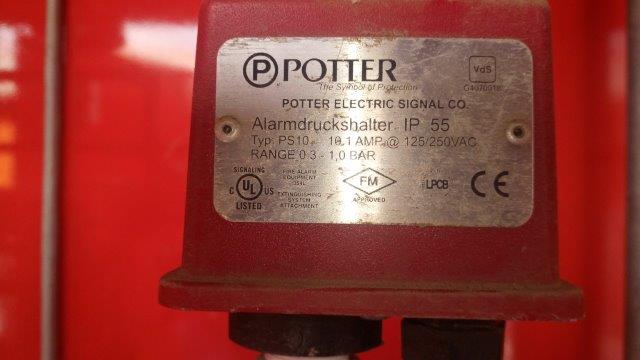 P POTTER
The Symbol of Protection
VdS
POTTER ELECTRIC SIGNAL CO.
Alarmdruckshalter IP 55
Typ. PS10 10.1 AMP @ 125/250VAC
RANGE 0.3 - 1,0 BAR
SIGNALING
C UL US
LISTED
FIRE ALARM
EQUIPMENT
EXTINGUISHING
SYSTEM
ATTACHMENT
FM
APPROVED
LPCB
CE